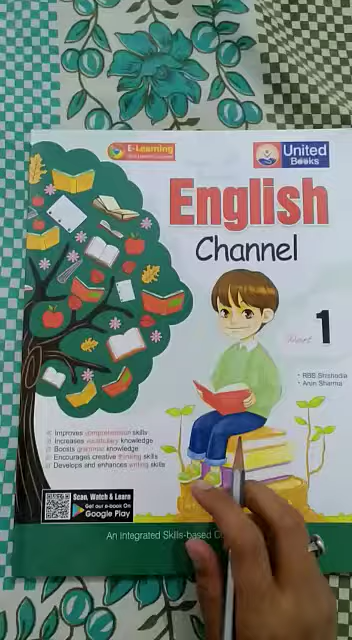 E-Learning
United
Books
English
Channel
1
• RBS Shishodia
• Arjin Sharma
Improves comprehension skills
Increases vocabulary knowledge
Boosts grammar knowledge
Encourages creative thinking skills
Develops and enhances writing skills
Scan, Watch & Learn
Get our e-book On
Google Play
An Integrated Skills-based